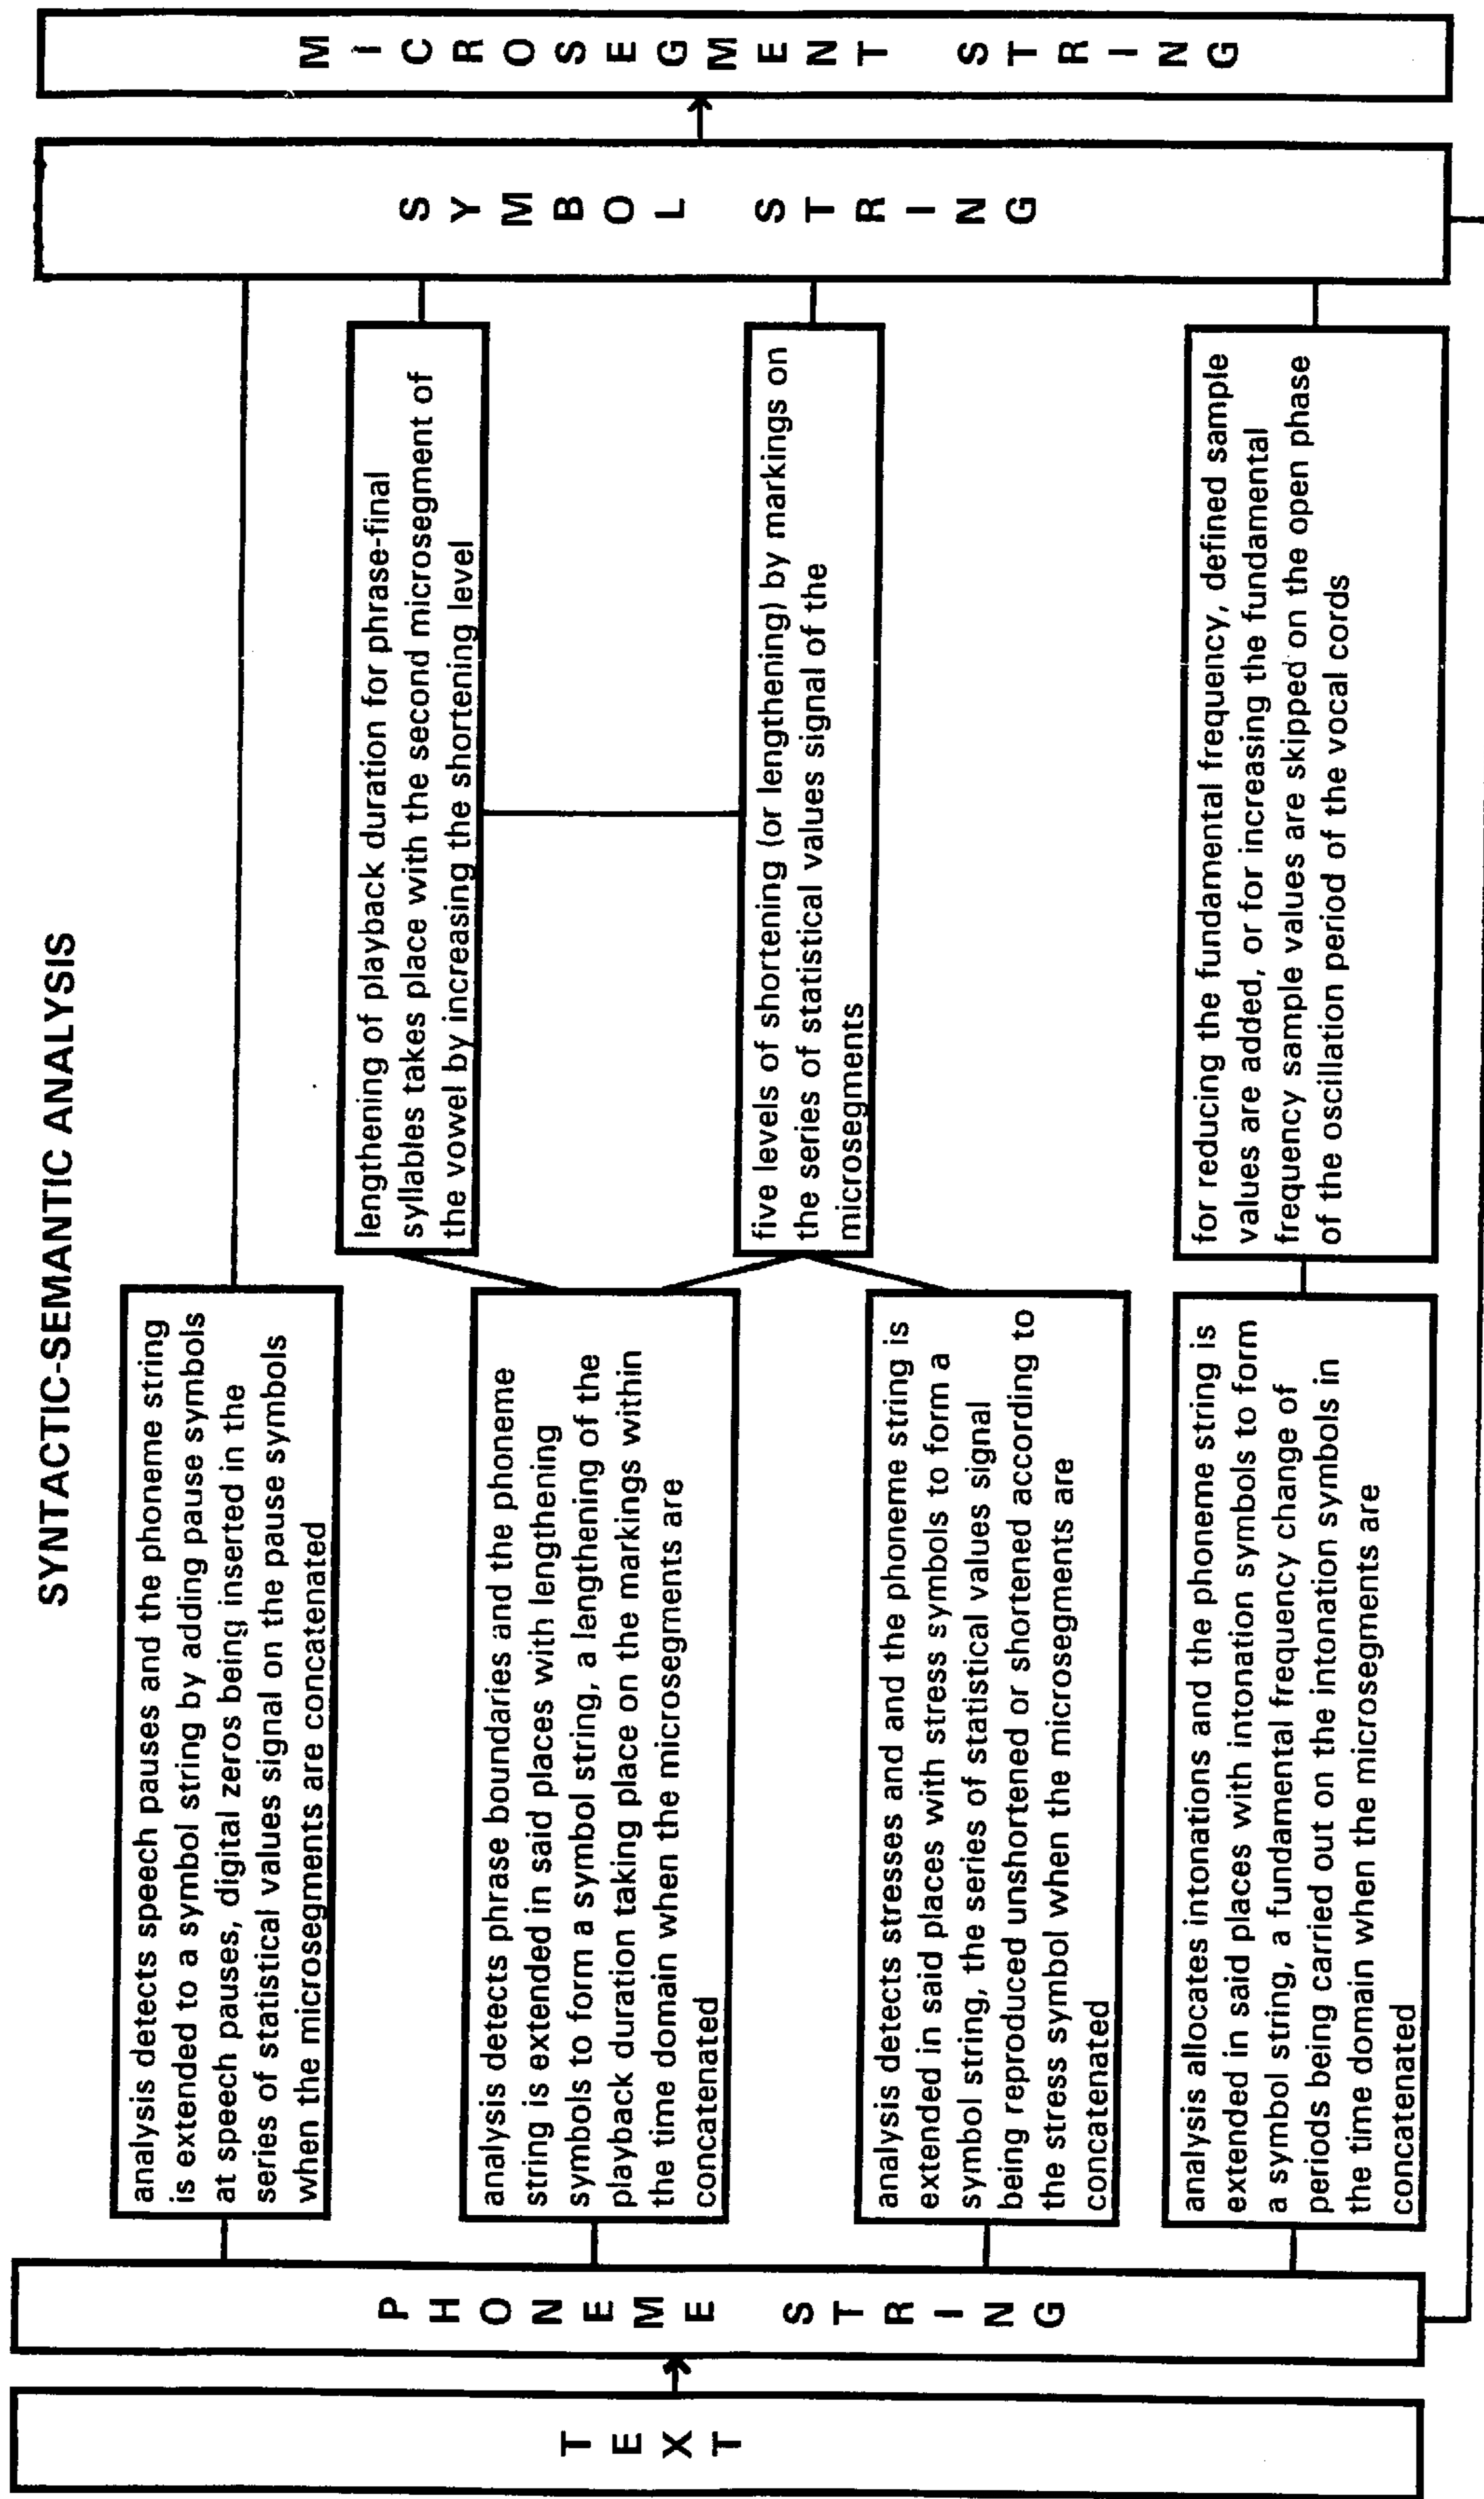 SYNTACTIC-SEMANTIC ANALYSIS
TEXT
PHONEME STRING
analysis detects speech pauses and the phoneme string
is extended to a symbol string by adding pause symbols
at speech pauses, digital zeros being inserted in the
series of statistical values signal on the pause symbols
when the microsegments are concatenated
analysis detects phrase boundaries and the phoneme
string is extended in said places with lengthening
symbols to form a symbol string, a lengthening of the
playback duration taking place on the markings within
the time domain when the microsegments are
concatenated
analysis detects stresses and and the phoneme string is
extended in said places with stress symbols to form a
symbol string, the series of statistical values signal
being reproduced unshortened or shortened according to
the stress symbol when the microsegments are
concatenated
analysis allocates intonations and the phoneme string is
extended in said places with intonation symbols to form
a symbol string, a fundamental frequency change of
periods being carried out on the intonation symbols in
the time domain when the microsegments are
concatenated
lengthening of playback duration for phrase-final
syllables takes place with the second microsegment of
the vowel by increasing the shortening level
five levels of shortening (or lengthening) by markings on
the series of statistical values signal of the
microsegments
for reducing the fundamental frequency, defined sample
values are added, or for increasing the fundamental
frequency sample values are skipped on the open phase
of the oscillation period of the vocal cords
SYMBOL STRING
MICROSEGMENT STRING